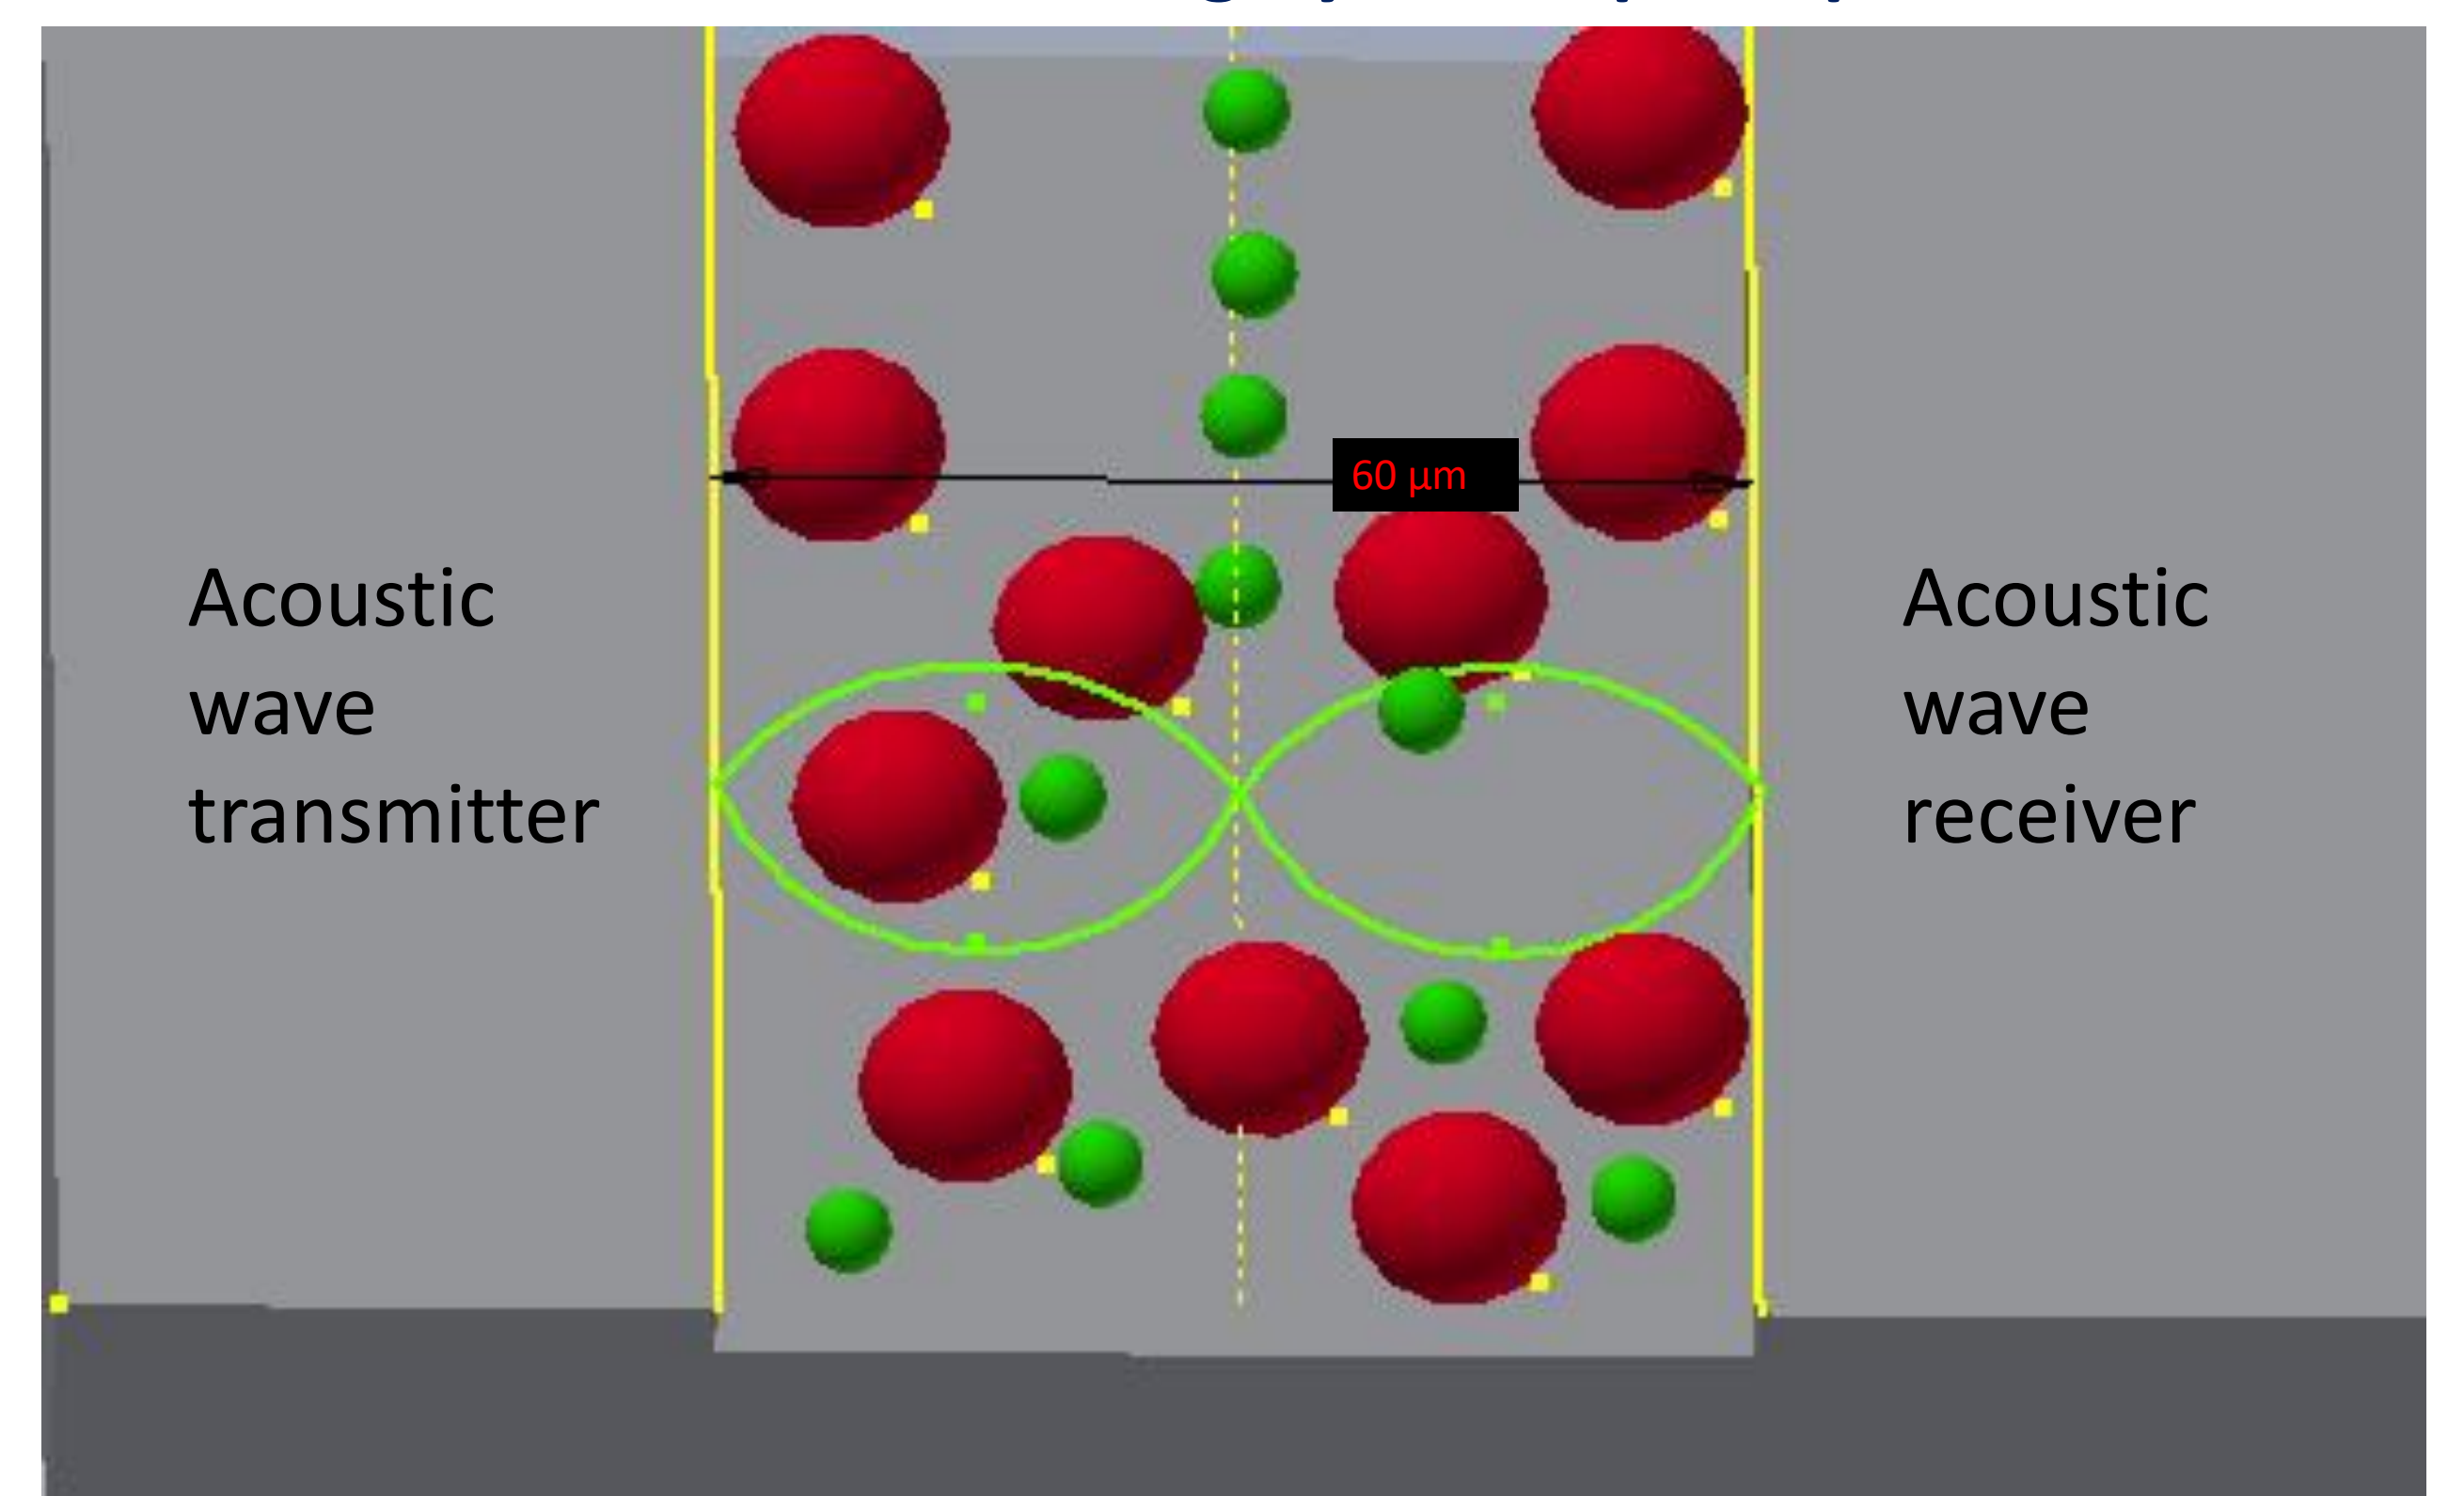 60 μm
Acoustic
wave
transmitter
Acoustic
wave
receiver